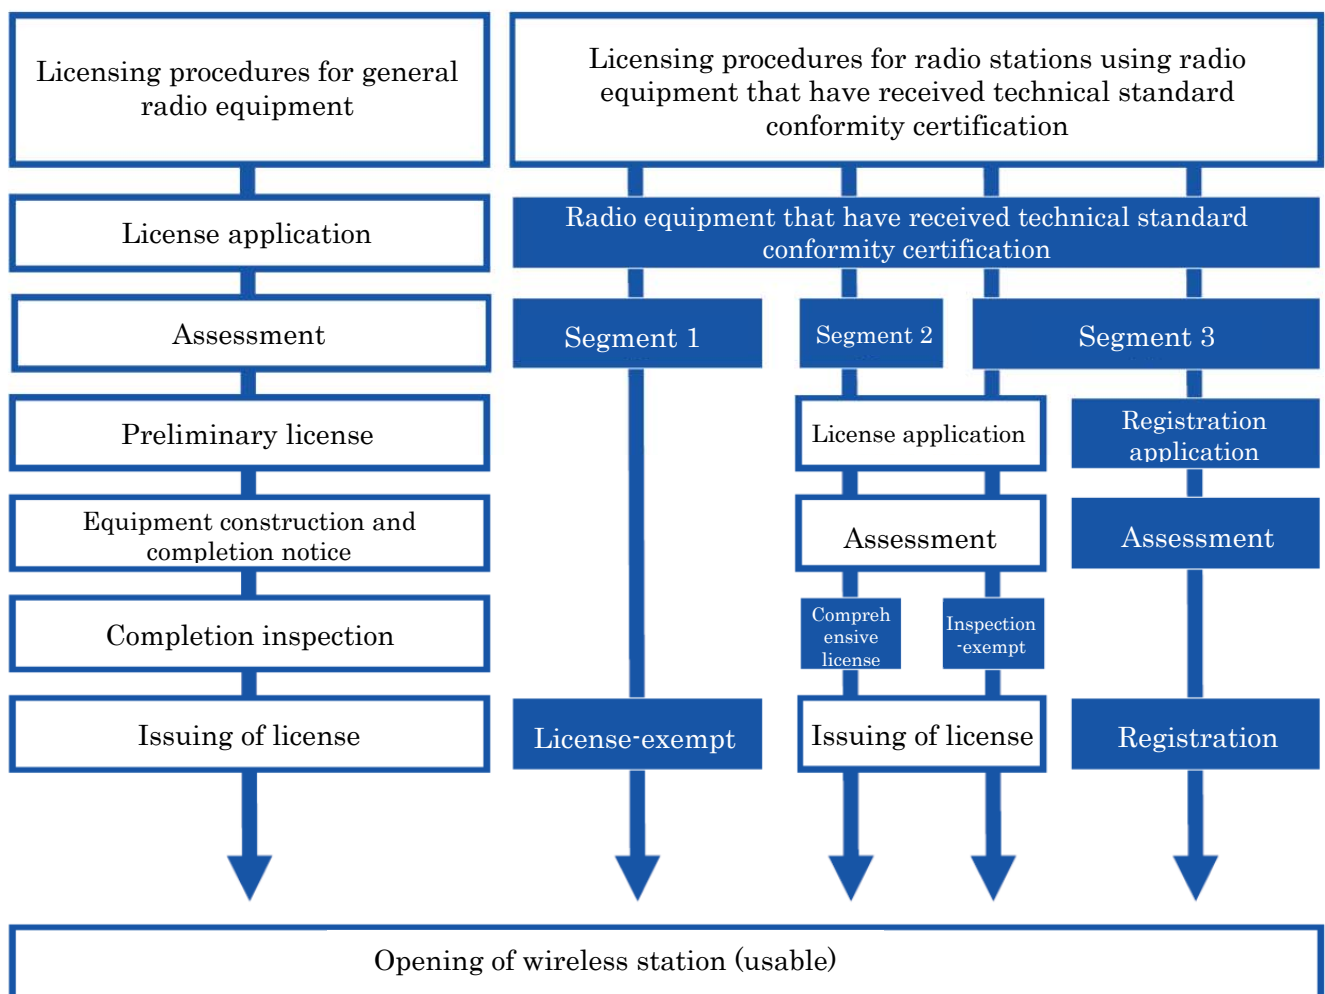 Licensing procedures for general
radio equipment
Licensing procedures for radio stations using radio
equipment that have received technical standard
conformity certification
License application
Assessment
Preliminary license
Equipment construction and
completion notice
Completion inspection
Issuing of license
Radio equipment that have received technical standard
conformity certification
Segment 1
Segment 2
Segment 3
License application
Registration
application
Assessment
Assessment
Compreh
ensive
license
Inspection
-exempt
License-exempt
Issuing of license
Registration
Opening of wireless station (usable)